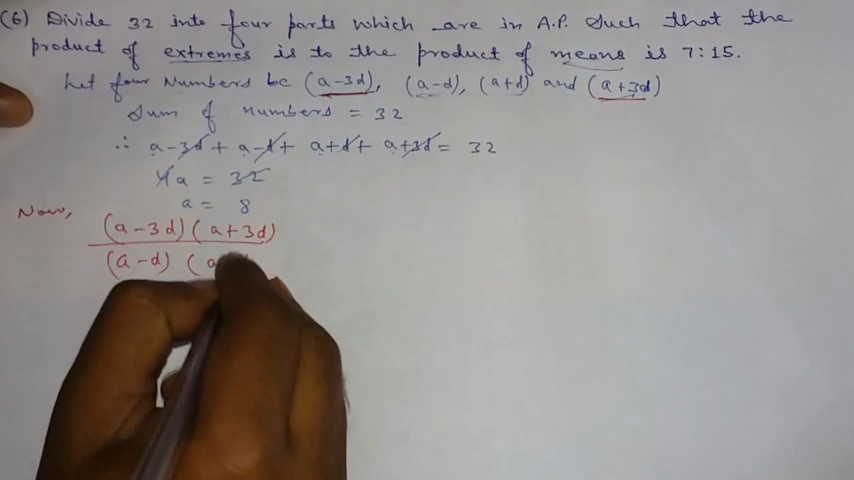 (6) Divide 32 into four parts which are in A.P. Such that the
product of extremes is to the product of means is 7:15.
Let four Numbers be (a-3d), (a-d), (a+d) and (a+3d)
Sum of numbers = 32
∴ a-3d + a-d + a+d + a+3d = 32
4a = 32
a = 8
Now,
(a-3d)(a+3d)
(a-d) (a